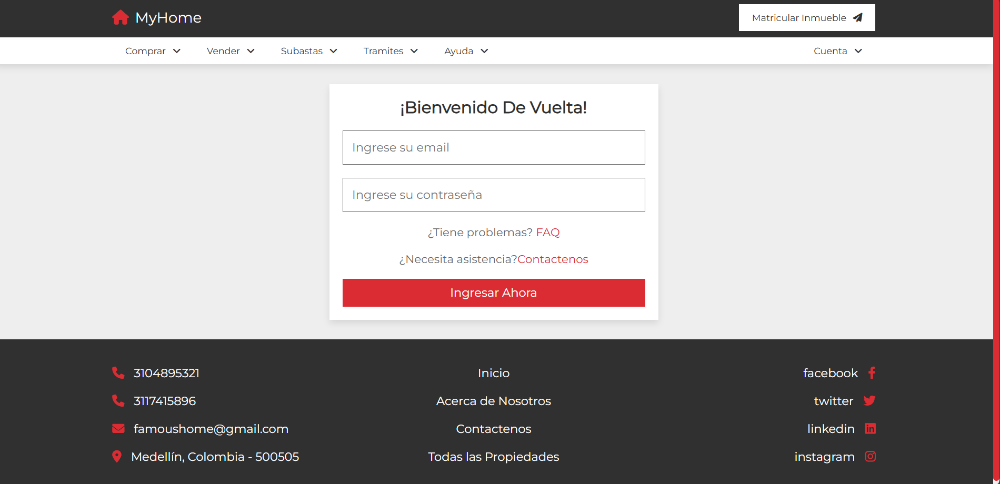 MyHome
Matricular Inmueble
Comprar Vender Subastas Tramites Ayuda Cuenta
¡Bienvenido De Vuelta!
Ingrese su email
Ingrese su contraseña
¿Tiene problemas? FAQ
¿Necesita asistencia?Contactenos
Ingresar Ahora
3104895321
3117415896
famoushome@gmail.com
Medellín, Colombia - 500505
Inicio
Acerca de Nosotros
Contactenos
Todas las Propiedades
facebook
twitter
linkedin
instagram